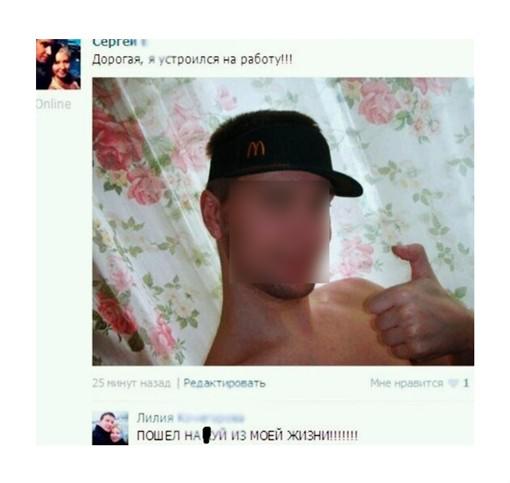 Сергей
Дорогая, я устроился на работу!!!
Online
25 минут назад | Редактировать
Мне нравится 1
Лилия
ПОШЕЛ НА УЙ ИЗ МОЕЙ ЖИЗНИ!!!!!!!